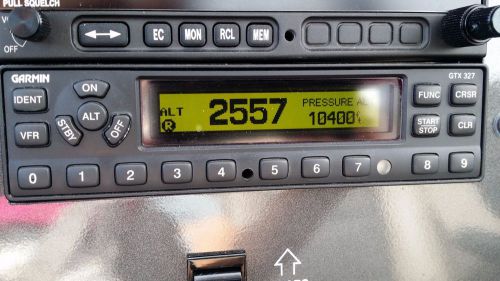 PULL SQUELCH
OFF
EC MON RCL MEM
GARMIN GTX 327
IDENT ON ALT STBY OFF VFR
ALT 2557 PRESSURE
R 10400
FUNC CRSR
START STOP CLR
0 1 2 3 4 5 6 7 8 9